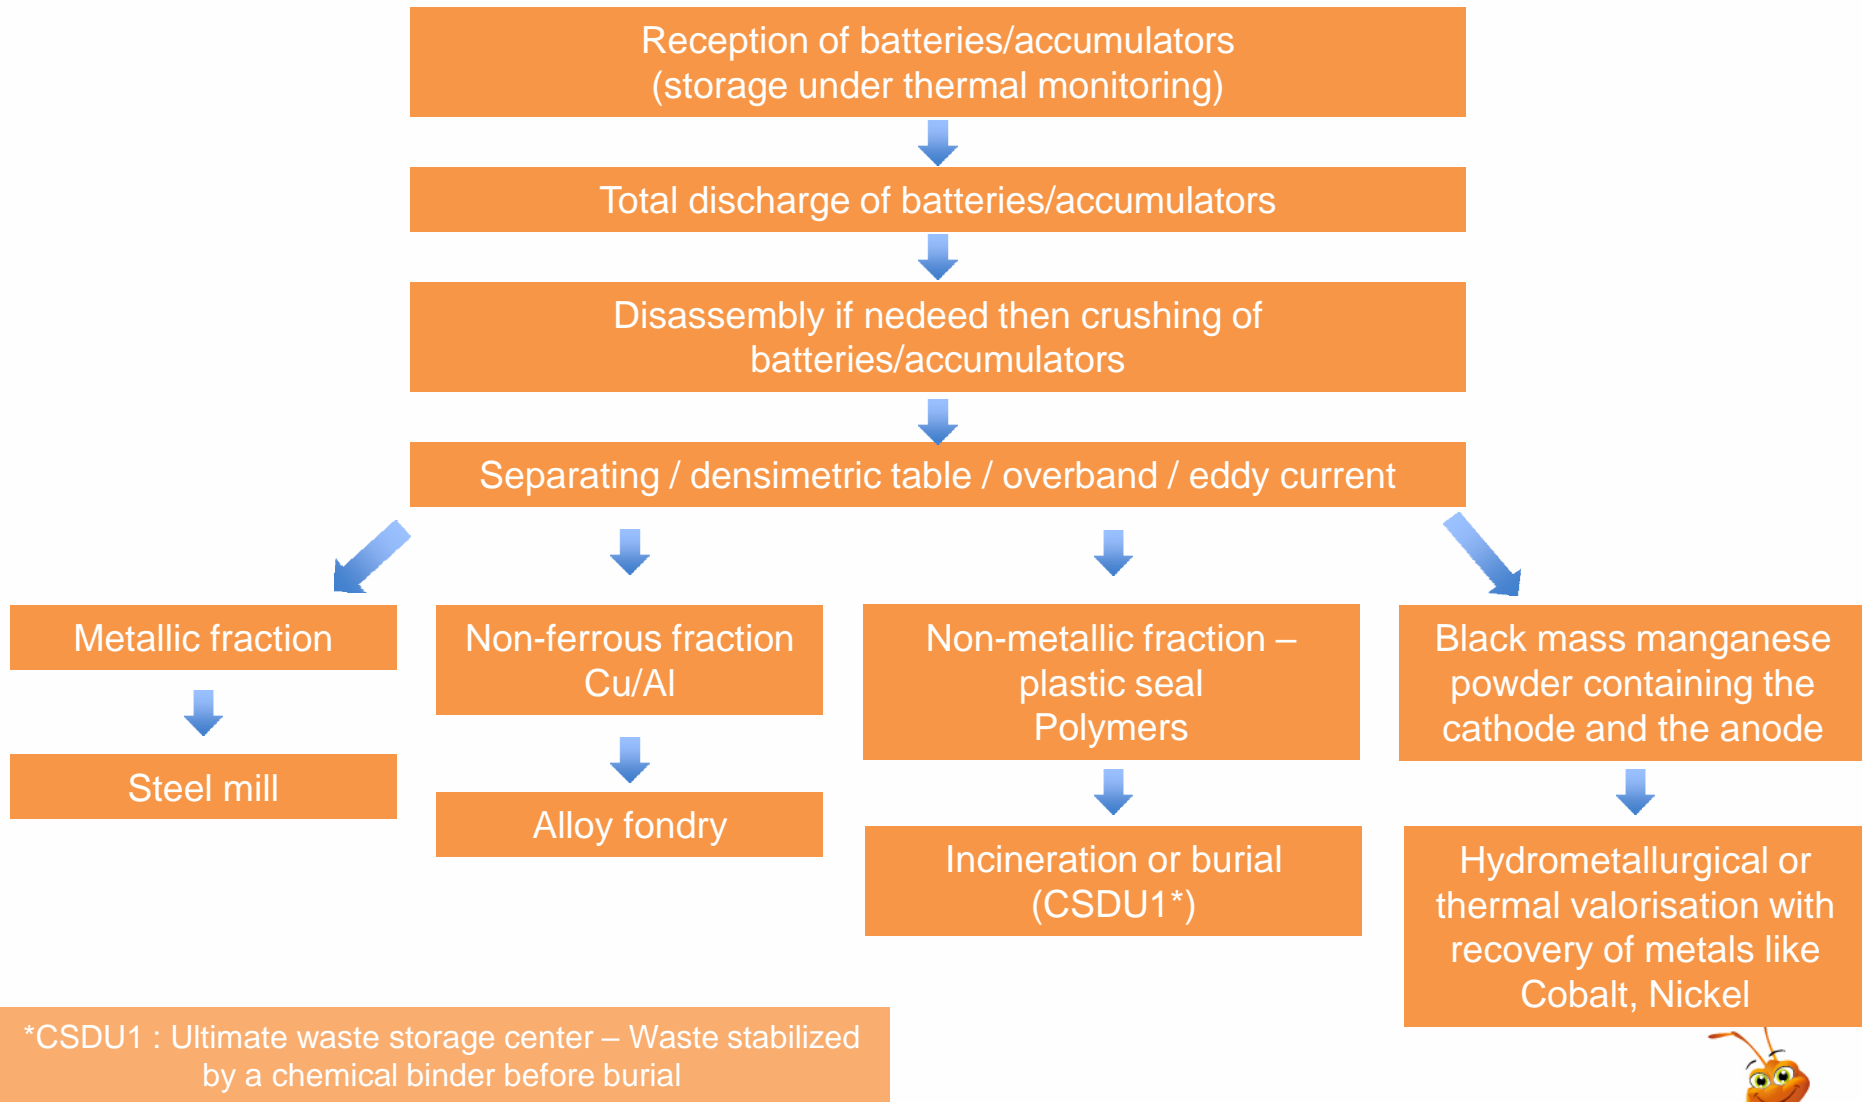 Reception of batteries/accumulators
(storage under thermal monitoring)
Total discharge of batteries/accumulators
Disassembly if nedeed then crushing of
batteries/accumulators
Separating / densimetric table / overband / eddy current
Metallic fraction
Steel mill
Non-ferrous fraction
Cu/Al
Alloy fondry
Non-metallic fraction –
plastic seal
Polymers
Incineration or burial
(CSDU1*)
Black mass manganese
powder containing the
cathode and the anode
Hydrometallurgical or
thermal valorisation with
recovery of metals like
Cobalt, Nickel
*CSDU1 : Ultimate waste storage center – Waste stabilized
by a chemical binder before burial